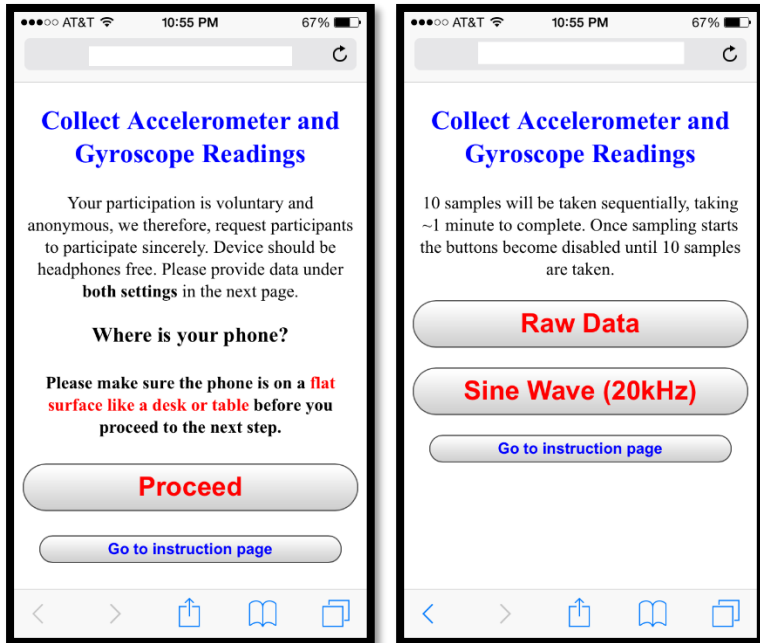 AT&T 10:55 PM 67%
Collect Accelerometer and
Gyroscope Readings
Your participation is voluntary and
anonymous, we therefore, request participants
to participate sincerely. Device should be
headphones free. Please provide data under
both settings in the next page.
Where is your phone?
Please make sure the phone is on a flat
surface like a desk or table before you
proceed to the next step.
Proceed
Go to instruction page
AT&T 10:55 PM 67%
Collect Accelerometer and
Gyroscope Readings
10 samples will be taken sequentially, taking
~1 minute to complete. Once sampling starts
the buttons become disabled until 10 samples
are taken.
Raw Data
Sine Wave (20kHz)
Go to instruction page